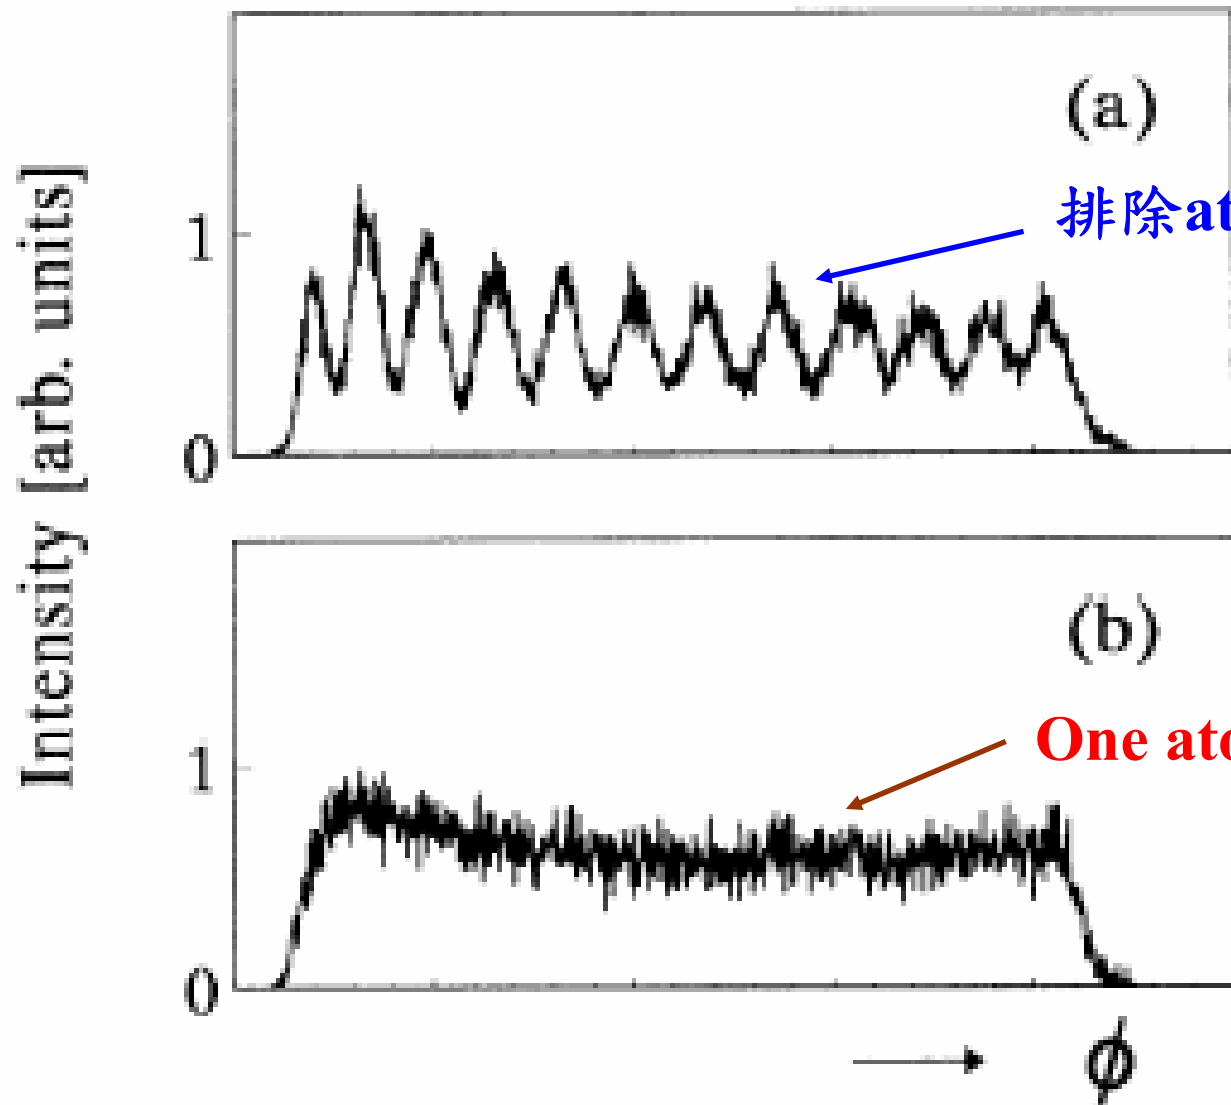 (a)
排除at
1
0
Intensity [arb. units]
(b)
One ato
1
0
ϕ